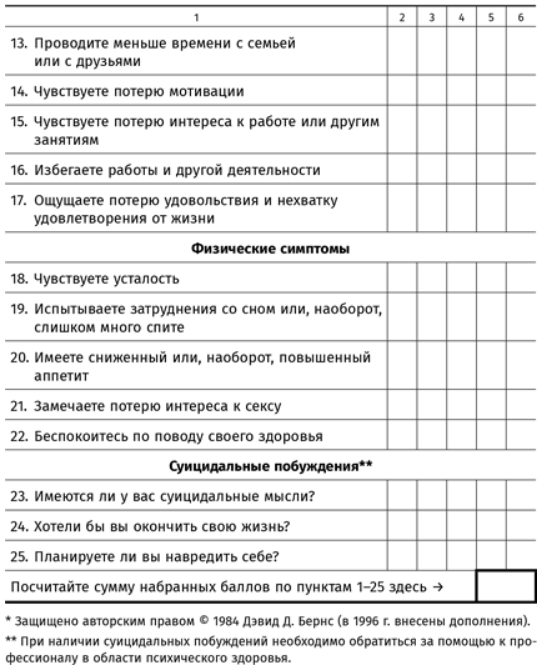 1 2 3 4 5 6
13. Проводите меньше времени с семьей
или с друзьями
14. Чувствуете потерю мотивации
15. Чувствуете потерю интереса к работе или другим
занятиям
16. Избегаете работы и другой деятельности
17. Ощущаете потерю удовольствия и нехватку
удовлетворения от жизни
Физические симптомы
18. Чувствуете усталость
19. Испытываете затруднения со сном или, наоборот,
слишком много спите
20. Имеете сниженный или, наоборот, повышенный
аппетит
21. Замечаете потерю интереса к сексу
22. Беспокоитесь по поводу своего здоровья
Суицидальные побуждения**
23. Имеются ли у вас суицидальные мысли?
24. Хотели бы вы окончить свою жизнь?
25. Планируете ли вы навредить себе?
Посчитайте сумму набранных баллов по пунктам 1–25 здесь →
* Защищено авторским правом © 1984 Дэвид Д. Бернс (в 1996 г. внесены дополнения).
** При наличии суицидальных побуждений необходимо обратиться за помощью к про-
фессионалу в области психического здоровья.